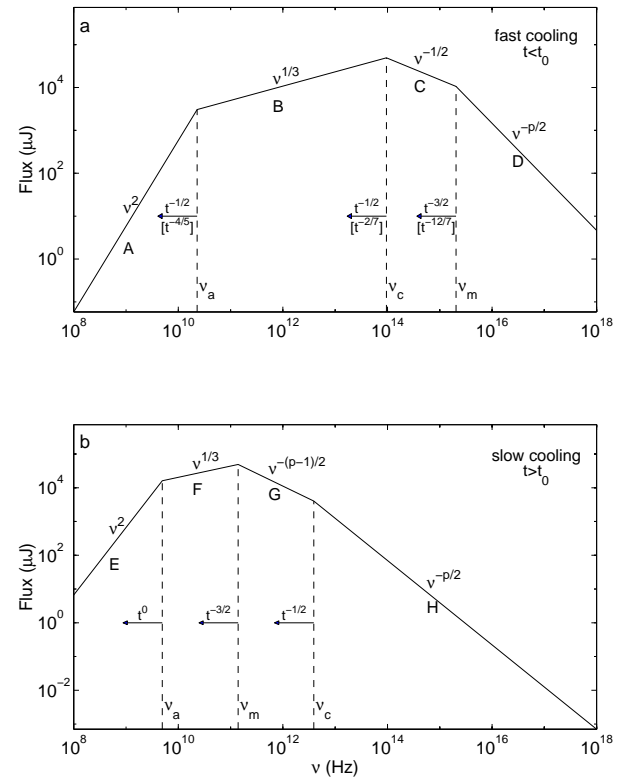 a
fast cooling
t<t₀
ν²
A
ν^{1/3}
B
ν^{-1/2}
C
ν^{-p/2}
D
t^{-1/2}
[t^{-4/5}]
t^{-1/2}
[t^{-2/7}]
t^{-3/2}
[t^{-12/7}]
νₐ
ν_c
ν_m
Flux (μJ)
10⁴
10²
10⁰
10⁸ 10¹⁰ 10¹² 10¹⁴ 10¹⁶ 10¹⁸
b
slow cooling
t>t₀
ν²
E
ν^{1/3}
F
ν^{-(p-1)/2}
G
ν^{-p/2}
H
t⁰
t^{-3/2}
t^{-1/2}
νₐ
ν_m
ν_c
Flux (μJ)
10⁴
10²
10⁰
10⁻²
10⁸ 10¹⁰ 10¹² 10¹⁴ 10¹⁶ 10¹⁸
ν (Hz)